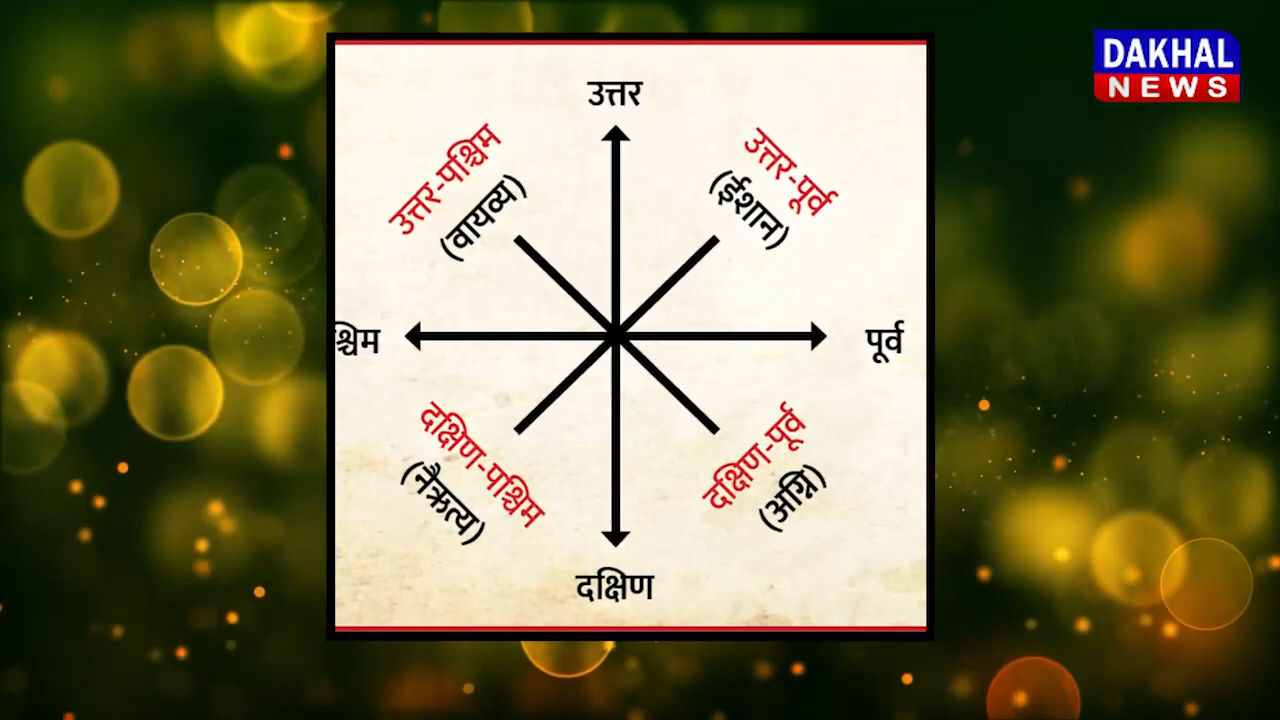 DAKHAL
NEWS
उत्तर
उत्तर-पश्चिम
(वायव्य)
उत्तर-पूर्व
(ईशान)
श्चिम
पूर्व
दक्षिण-पश्चिम
(नैऋत्य)
दक्षिण-पूर्व
(अग्नि)
दक्षिण